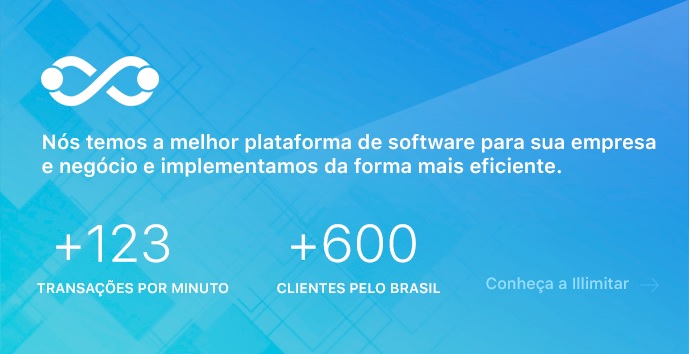 Nós temos a melhor plataforma de software para sua empresa
e negócio e implementamos da forma mais eficiente.
+123
TRANSAÇÕES POR MINUTO
+600
CLIENTES PELO BRASIL
Conheça a Illimitar →